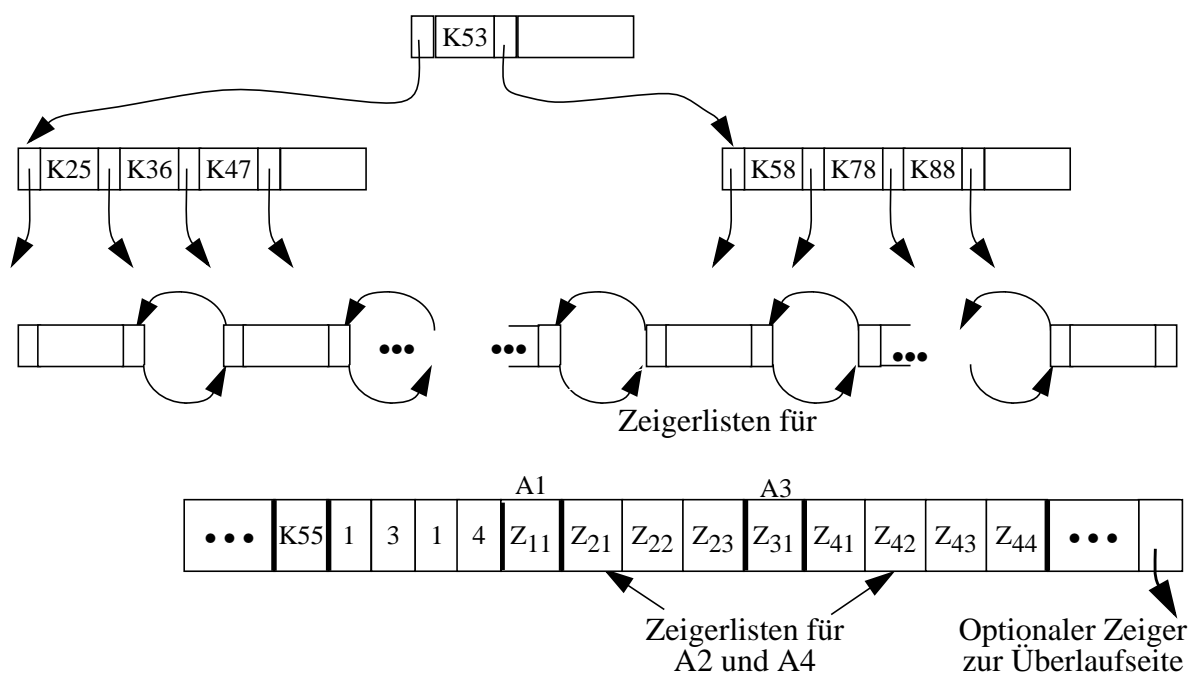 K53
K25 K36 K47
K58 K78 K88
••• ••• •••
Zeigerlisten für
A1 A3
••• K55 1 3 1 4 Z11 Z21 Z22 Z23 Z31 Z41 Z42 Z43 Z44 •••
Zeigerlisten für
A2 und A4
Optionaler Zeiger
zur Überlaufseite